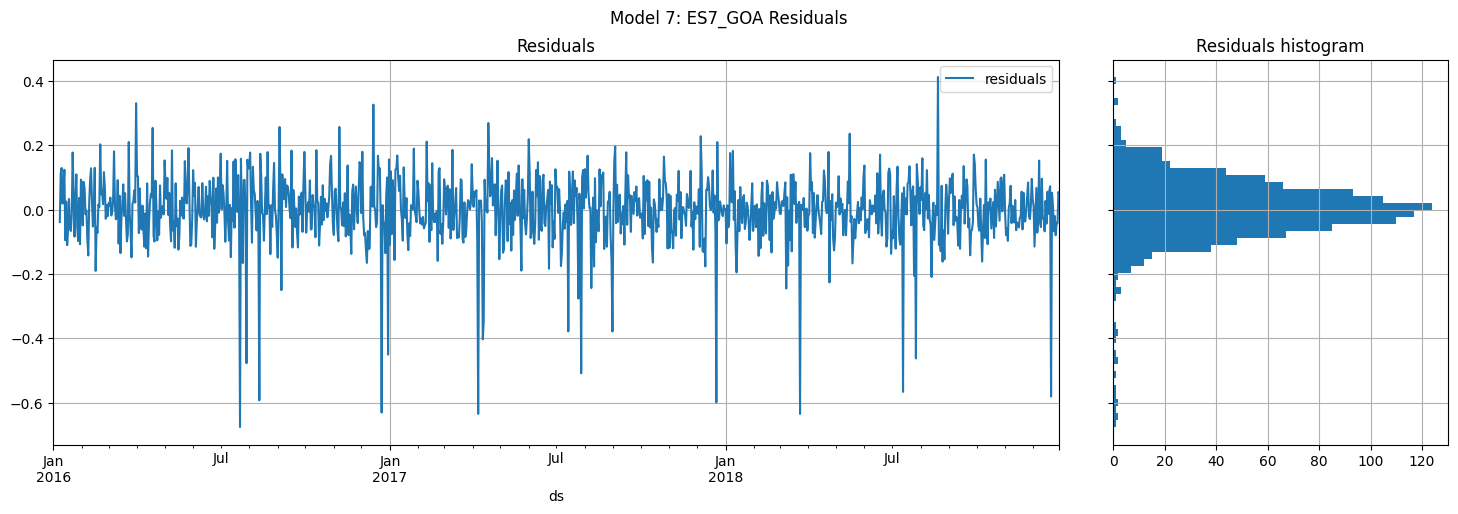 Model 7: ES7_GOA Residuals
Residuals
residuals
0.4
0.2
0.0
−0.2
−0.4
−0.6
Jan
2016
Jul
Jan
2017
Jul
Jan
2018
Jul
ds
Residuals histogram
0 20 40 60 80 100 120